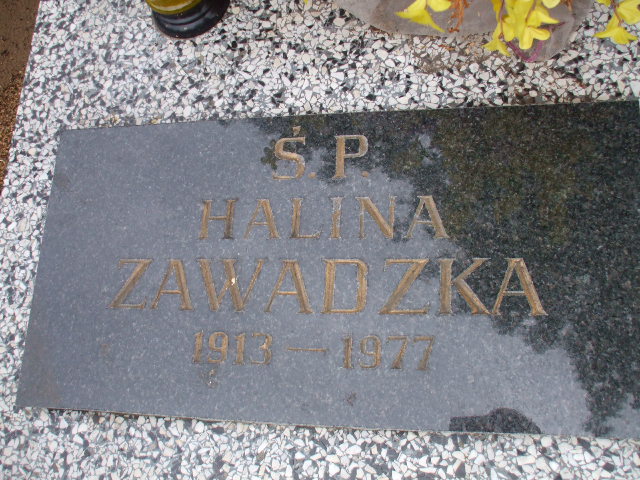 Ś.P.
HALINA
ZAWADZKA
1913 — 1977